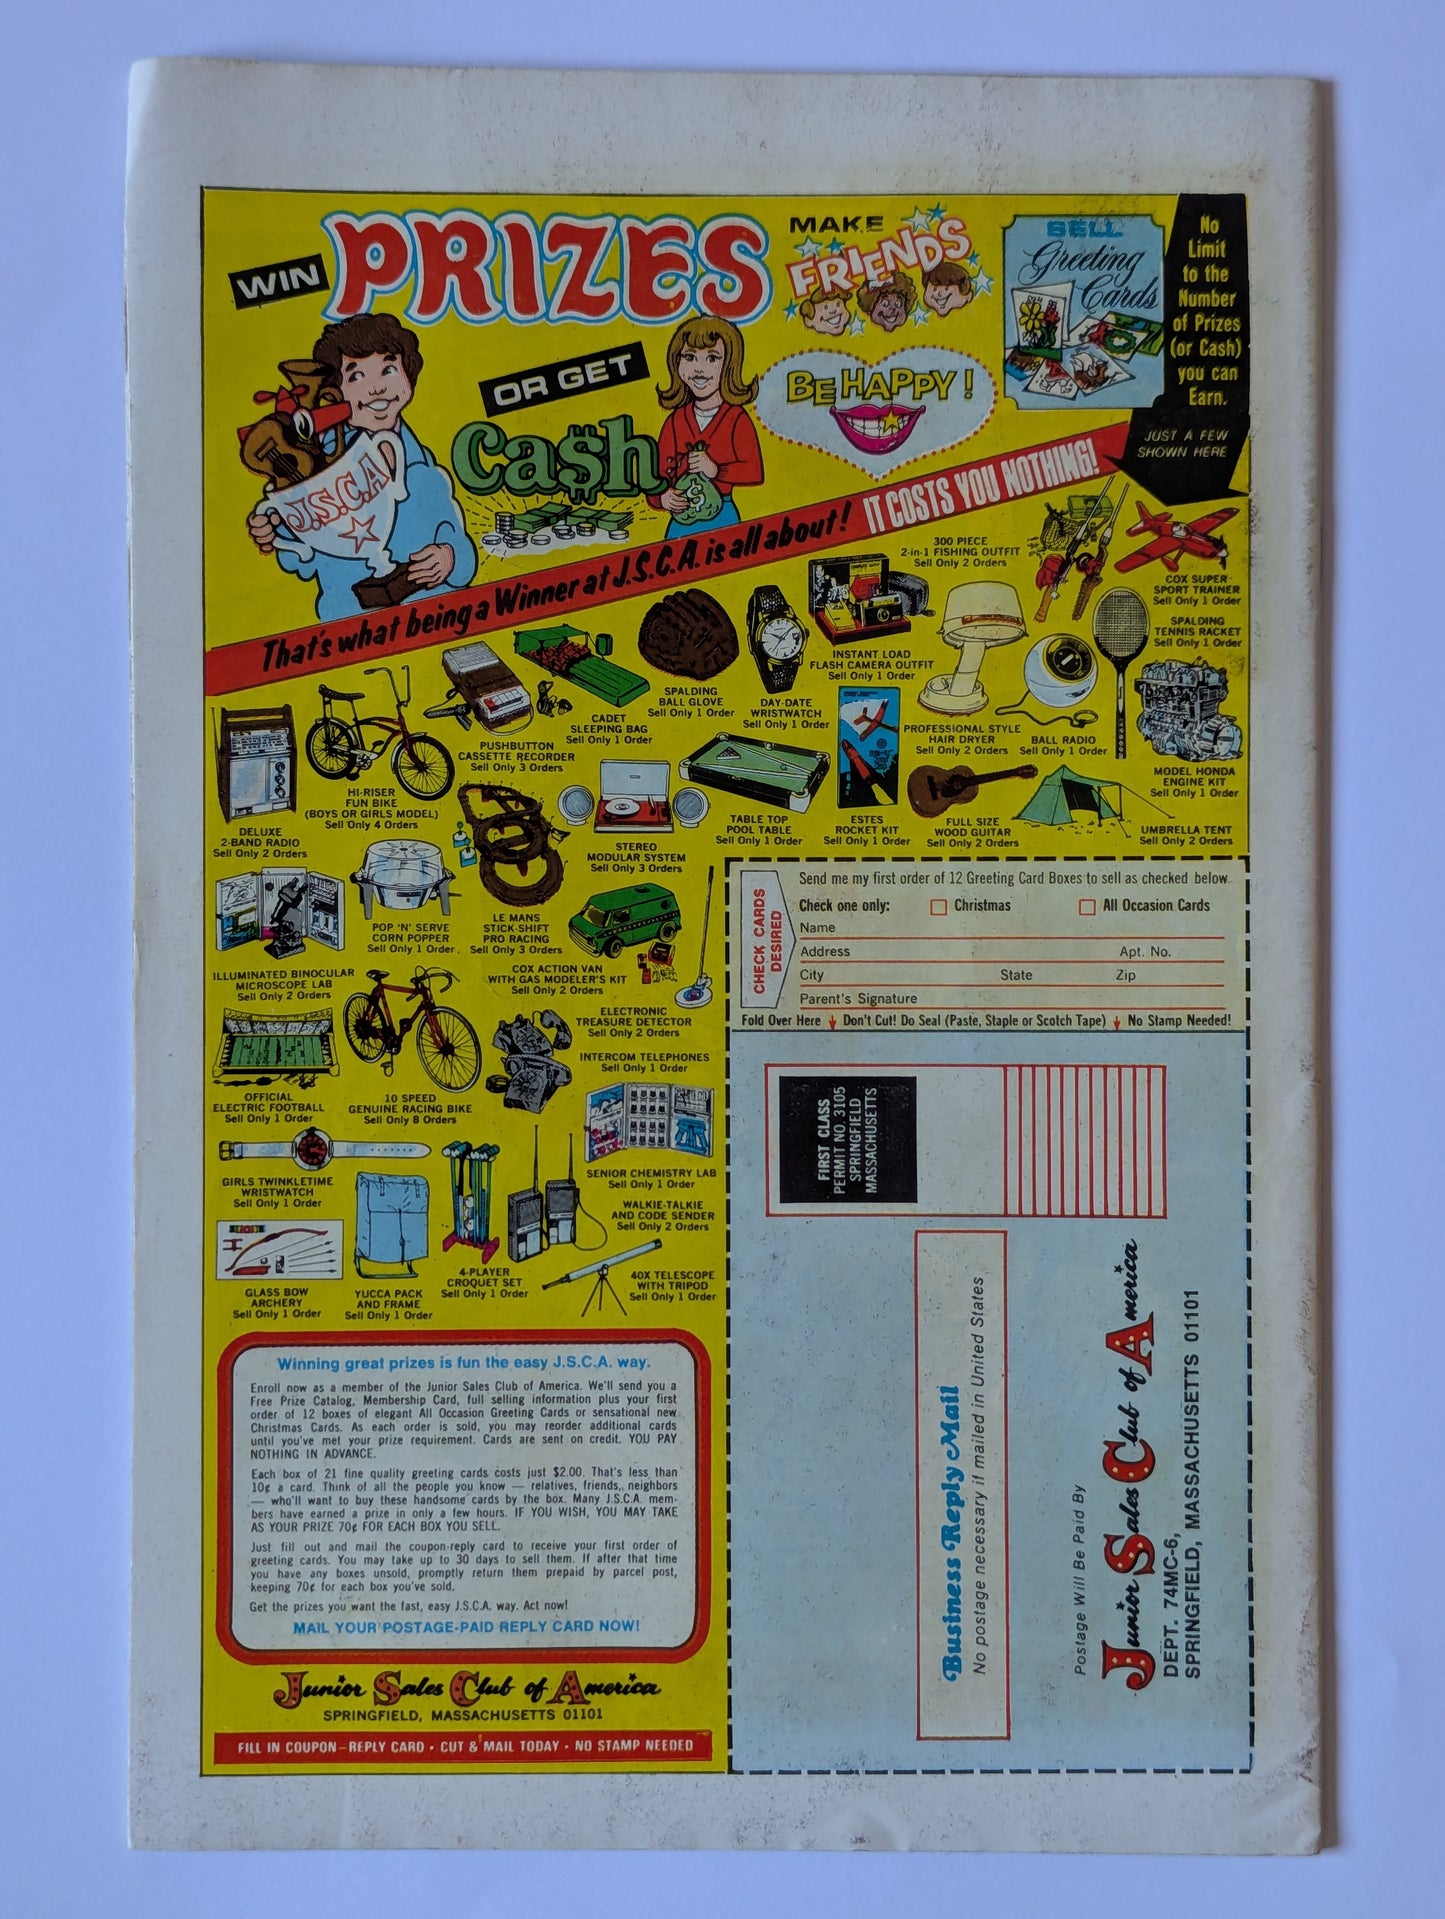 WIN PRIZES
OR GET
Ca$h
MAKE
FRIENDS
BE HAPPY!
SELL
Greeting
Cards
No
Limit
to the
Number
of Prizes
(or Cash)
you can
Earn.
JUST A FEW
SHOWN HERE
J.S.C.A.
$
That's what being a Winner at J.S.C.A. is all about! IT COSTS YOU NOTHING!
300 PIECE
2-in-1 FISHING OUTFIT
Sell Only 2 Orders
COX SUPER-
SPORT TRAINER
Sell Only 1 Order
SPALDING
TENNIS RACKET
Sell Only 1 Order
INSTANT LOAD
FLASH CAMERA OUTFIT
Sell Only 1 Order
SPALDING
BALL GLOVE
Sell Only 1 Order
DAY-DATE
WRISTWATCH
Sell Only 1 Order
CADET
SLEEPING BAG
Sell Only 1 Order
PUSHBUTTON
CASSETTE RECORDER
Sell Only 3 Orders
PROFESSIONAL STYLE
HAIR DRYER
Sell Only 2 Orders
BALL RADIO
Sell Only 1 Order
MODEL HONDA
ENGINE KIT
Sell Only 1 Order
HI-RISER
FUN BIKE
(BOYS OR GIRLS MODEL)
Sell Only 4 Orders
DELUXE
2-BAND RADIO
Sell Only 2 Orders
STEREO
MODULAR SYSTEM
Sell Only 3 Orders
TABLE TOP
POOL TABLE
Sell Only 1 Order
ESTES
ROCKET KIT
Sell Only 1 Order
FULL SIZE
WOOD GUITAR
Sell Only 2 Orders
UMBRELLA TENT
Sell Only 2 Orders
POP 'N' SERVE
CORN POPPER
Sell Only 1 Order
LE MANS
STICK-SHIFT
PRO RACING
Sell Only 3 Orders
ILLUMINATED BINOCULAR
MICROSCOPE LAB
Sell Only 2 Orders
COX ACTION VAN
WITH GAS MODELER'S KIT
Sell Only 2 Orders
ELECTRONIC
TREASURE DETECTOR
Sell Only 2 Orders
INTERCOM TELEPHONES
Sell Only 1 Order
OFFICIAL
ELECTRIC FOOTBALL
Sell Only 1 Order
10 SPEED
GENUINE RACING BIKE
Sell Only 8 Orders
SENIOR CHEMISTRY LAB
Sell Only 1 Order
GIRLS TWINKLETIME
WRISTWATCH
Sell Only 1 Order
WALKIE-TALKIE
AND CODE SENDER
Sell Only 2 Orders
4-PLAYER
CROQUET SET
Sell Only 1 Order
40X TELESCOPE
WITH TRIPOD
Sell Only 1 Order
GLASS BOW
ARCHERY
Sell Only 1 Order
YUCCA PACK
AND FRAME
Sell Only 1 Order
Winning great prizes is fun the easy J.S.C.A. way.
Enroll now as a member of the Junior Sales Club of America. We'll send you a
Free Prize Catalog, Membership Card, full selling information plus your first
order of 12 boxes of elegant All Occasion Greeting Cards or sensational new
Christmas Cards. As each order is sold, you may reorder additional cards
until you've met your prize requirement. Cards are sent on credit. YOU PAY
NOTHING IN ADVANCE.
Each box of 21 fine quality greeting cards costs just $2.00. That's less than
10¢ a card. Think of all the people you know — relatives, friends, neighbors
— who'll want to buy these handsome cards by the box. Many J.S.C.A. mem-
bers have earned a prize in only a few hours. IF YOU WISH, YOU MAY TAKE
AS YOUR PRIZE 70¢ FOR EACH BOX YOU SELL.
Just fill out and mail the coupon-reply card to receive your first order of
greeting cards. You may take up to 30 days to sell them. If after that time
you have any boxes unsold, promptly return them prepaid by parcel post,
keeping 70¢ for each box you've sold.
Get the prizes you want the fast, easy J.S.C.A. way. Act now!
MAIL YOUR POSTAGE-PAID REPLY CARD NOW!
Junior Sales Club of America
SPRINGFIELD, MASSACHUSETTS 01101
FILL IN COUPON–REPLY CARD • CUT & MAIL TODAY • NO STAMP NEEDED
CHECK CARDS
DESIRED
Send me my first order of 12 Greeting Card Boxes to sell as checked below.
Check one only: Christmas All Occasion Cards
Name
Address Apt. No.
City State Zip
Parent's Signature
Fold Over Here Don't Cut! Do Seal (Paste, Staple or Scotch Tape) No Stamp Needed!
FIRST CLASS
PERMIT NO. 3105
SPRINGFIELD
MASSACHUSETTS
Business Reply Mail
No postage necessary if mailed in United States
Postage Will Be Paid By
Junior Sales Club of America
DEPT. 74MC-6,
SPRINGFIELD, MASSACHUSETTS 01101